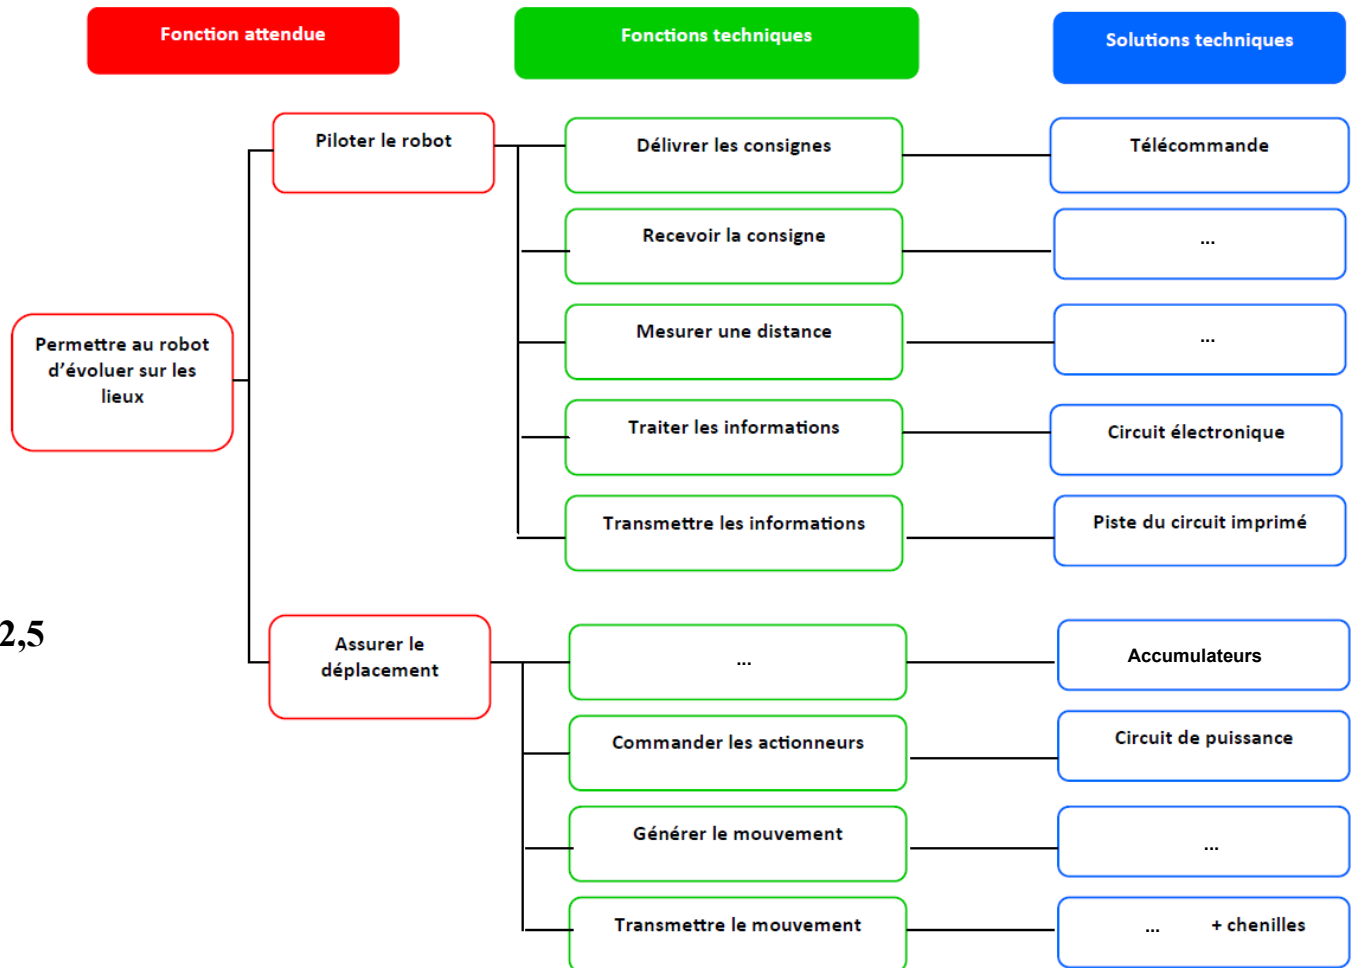 Fonction attendue
Fonctions techniques
Solutions techniques
Piloter le robot
Délivrer les consignes
Télécommande
Recevoir la consigne
...
Mesurer une distance
...
Permettre au robot
d'évoluer sur les
lieux
Traiter les informations
Circuit électronique
Transmettre les informations
Piste du circuit imprimé
2,5
Assurer le
déplacement
...
Accumulateurs
Commander les actionneurs
Circuit de puissance
Générer le mouvement
...
Transmettre le mouvement
... + chenilles